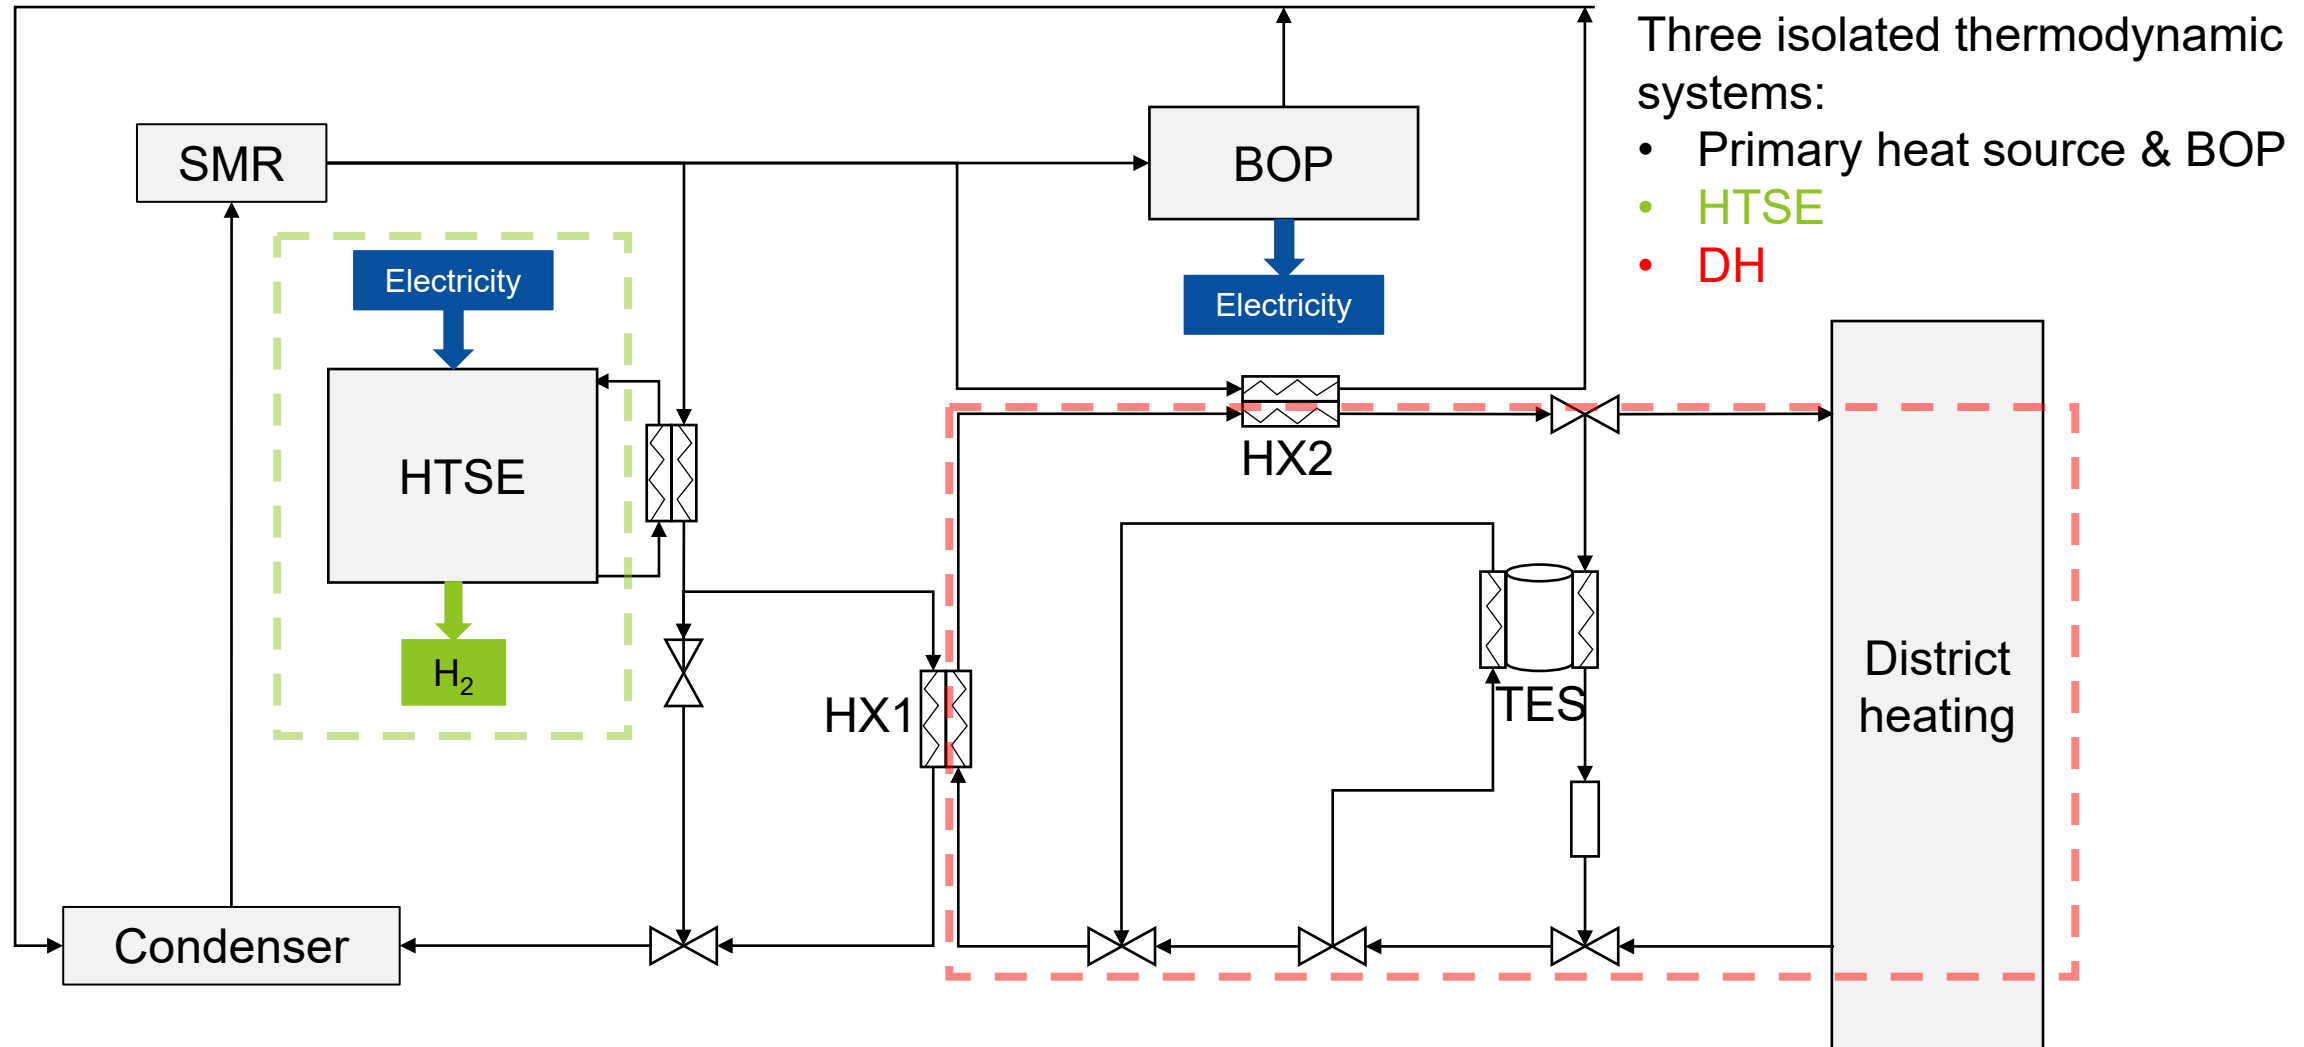 Three isolated thermodynamic
systems:
• Primary heat source & BOP
• HTSE
• DH
SMR
BOP
Electricity
Electricity
HTSE
HX2
H₂
HX1
TES
District
heating
Condenser